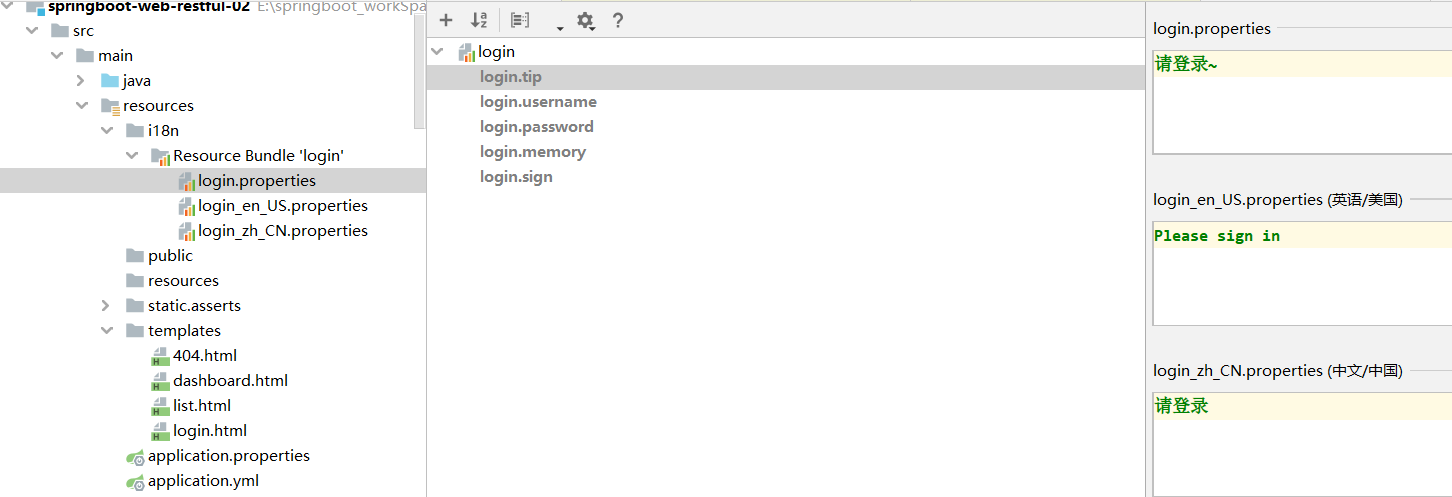 springboot-web-restful-02 E:\springboot_workSpa
src
main
java
resources
i18n
Resource Bundle 'login'
login.properties
login_en_US.properties
login_zh_CN.properties
public
resources
static.asserts
templates
404.html
dashboard.html
list.html
login.html
application.properties
application.yml
login
login.tip
login.username
login.password
login.memory
login.sign
login.properties
请登录~
login_en_US.properties (英语/美国)
Please sign in
login_zh_CN.properties (中文/中国)
请登录